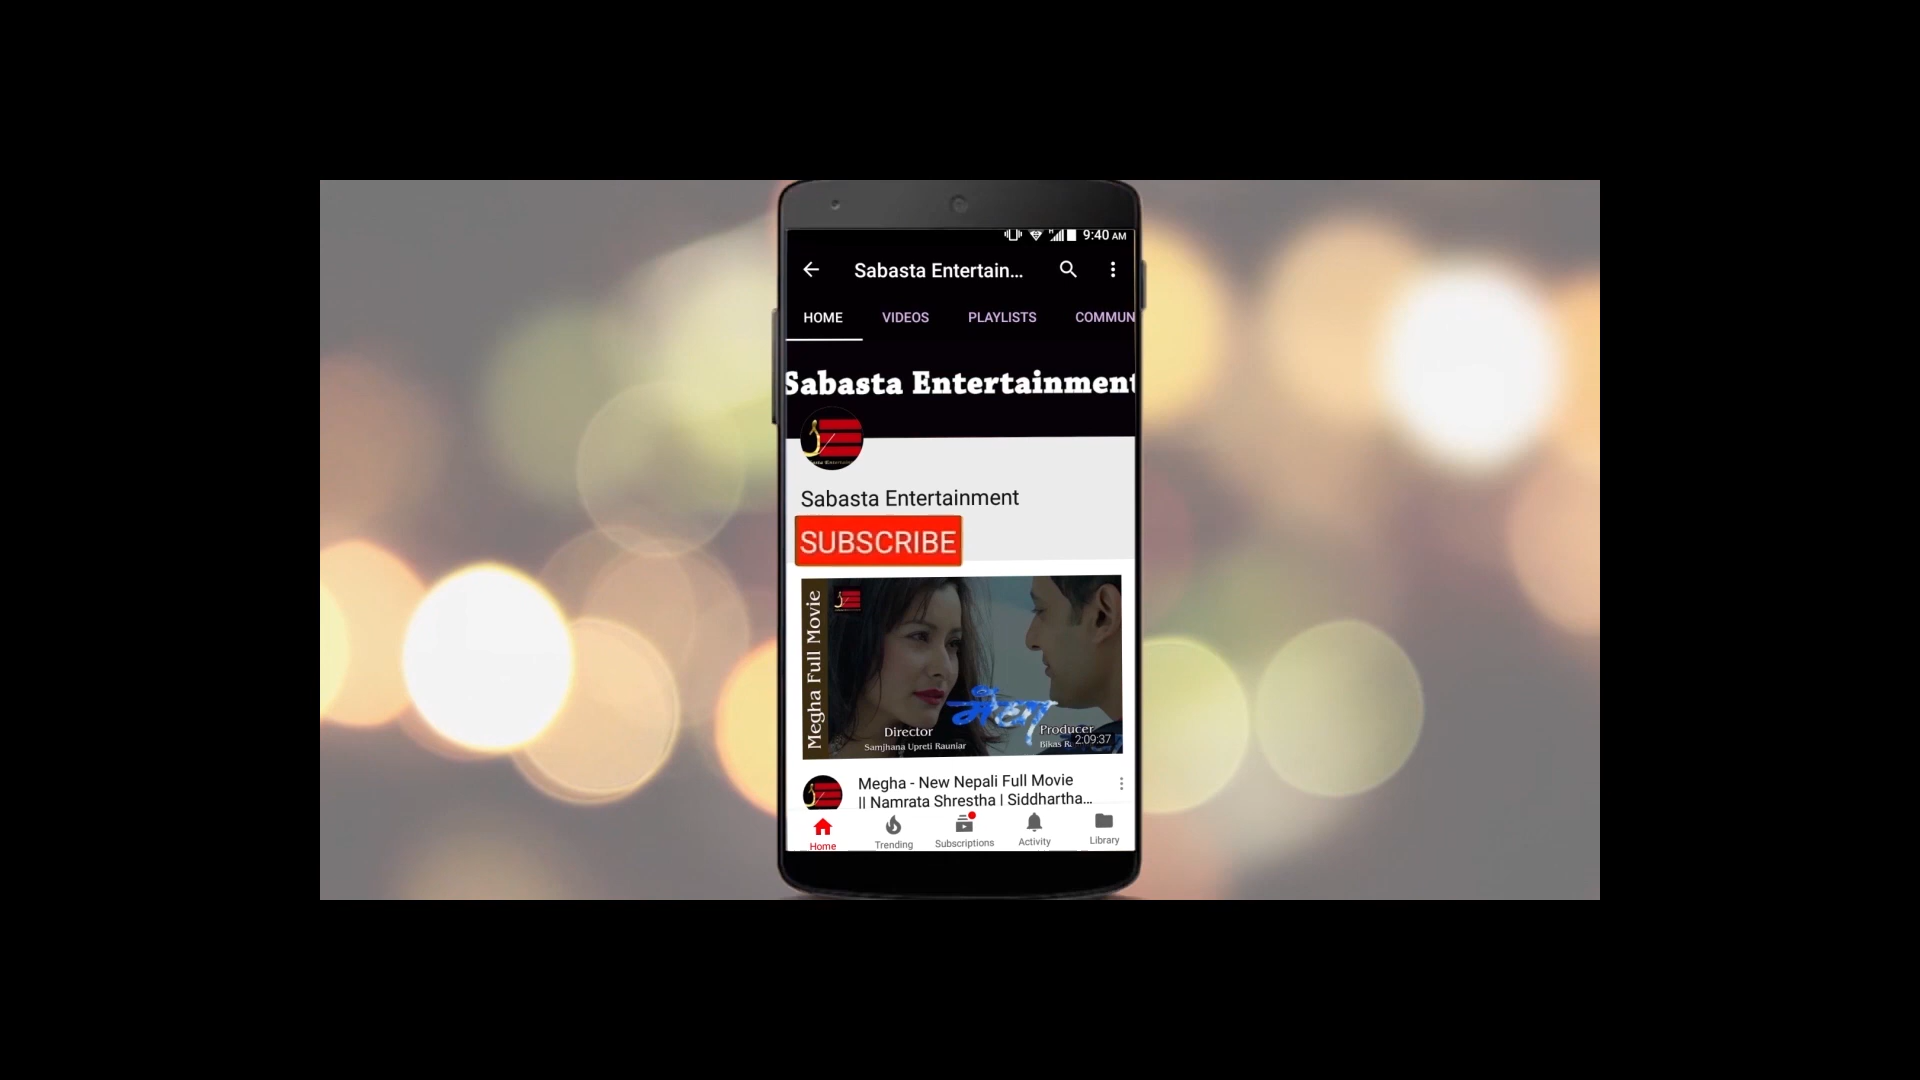 9:40 AM
Sabasta Entertain...
HOME VIDEOS PLAYLISTS COMMUN
Sabasta Entertainment
Sabasta Entertainment
SUBSCRIBE
Megha Full Movie
मेघा
Director
Samjhana Upreti Rauniar
Producer
Bikas R.
2:09:37
Megha - New Nepali Full Movie
|| Namrata Shrestha | Siddhartha...
Home Trending Subscriptions Activity Library